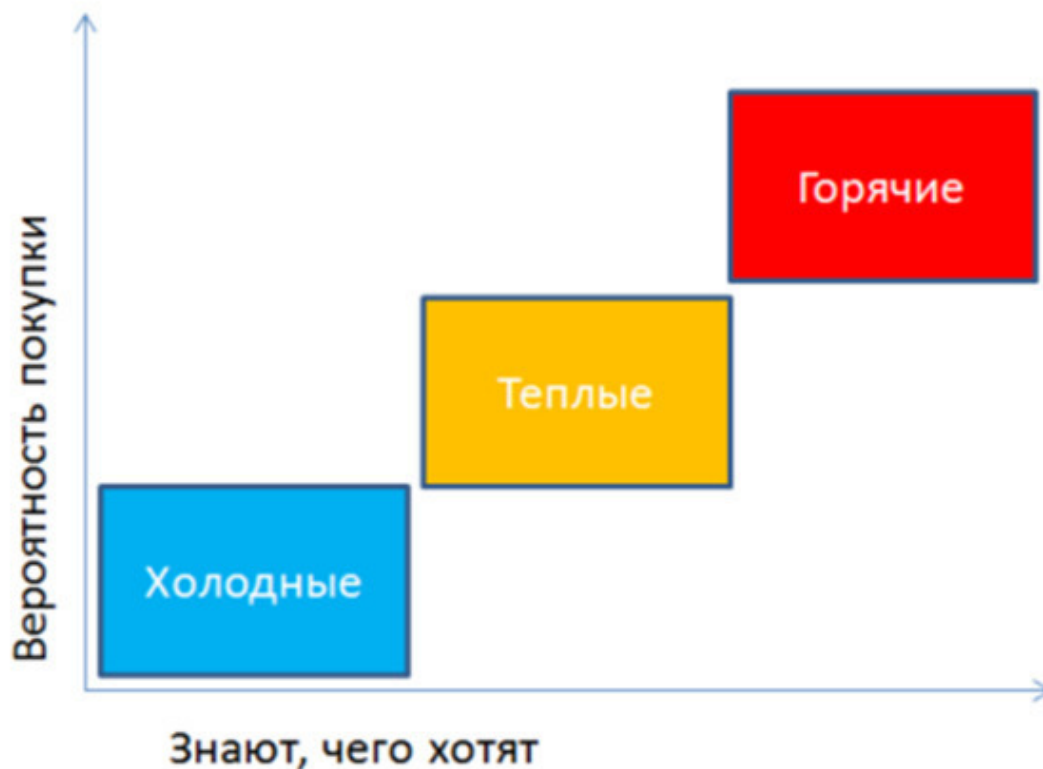 Горячие
Теплые
Холодные
Вероятность покупки
Знают, чего хотят